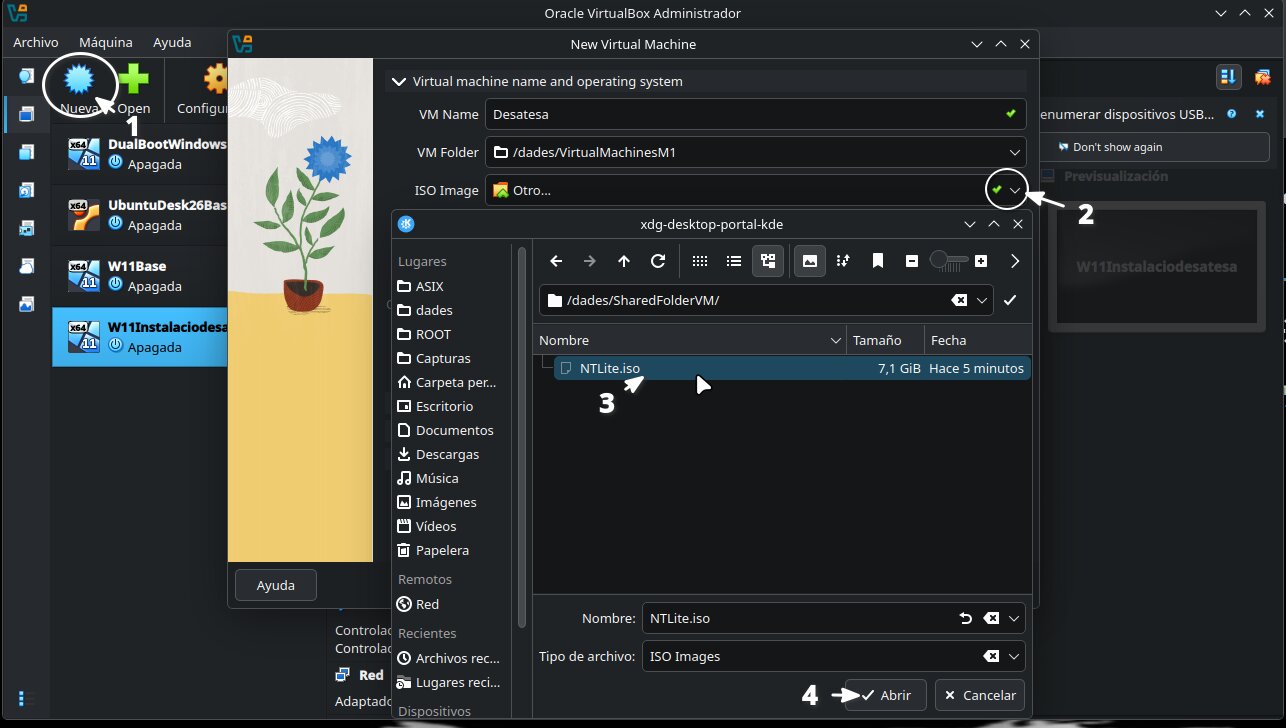 Oracle VirtualBox Administrador
Archivo Máquina Ayuda
New Virtual Machine
Nueva Open Configur
1
DualBootWindows
Apagada
UbuntuDesk26Bas
Apagada
W11Base
Apagada
W11Instalaciodesa
Apagada
Virtual machine name and operating system
VM Name Desatesa
VM Folder /dades/VirtualMachinesM1
ISO Image Otro...
2
enumerar dispositivos USB...
Don't show again
Previsualización
W11Instalaciodesatesa
xdg-desktop-portal-kde
Lugares
ASIX
dades
ROOT
Capturas
Carpeta per...
Escritorio
Documentos
Descargas
Música
Imágenes
Vídeos
Papelera
Remotos
Red
Recientes
Archivos rec...
Lugares reci...
Dispositivos
/dades/SharedFolderVM/
Nombre Tamaño Fecha
NTLite.iso 7,1 GiB Hace 5 minutos
3
Nombre: NTLite.iso
Tipo de archivo: ISO Images
4
Abrir Cancelar
Ayuda
Controlad
Controlac
Red
Adaptado